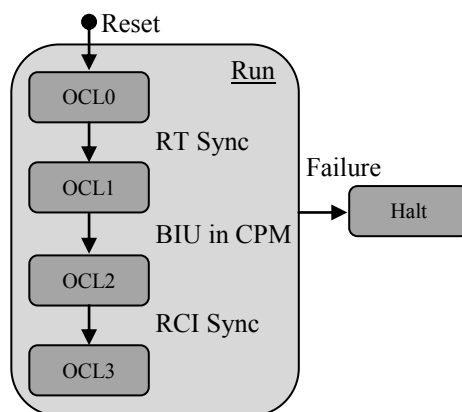 Reset
Run
OCL0
RT Sync
Failure
OCL1
Halt
BIU in CPM
OCL2
RCI Sync
OCL3